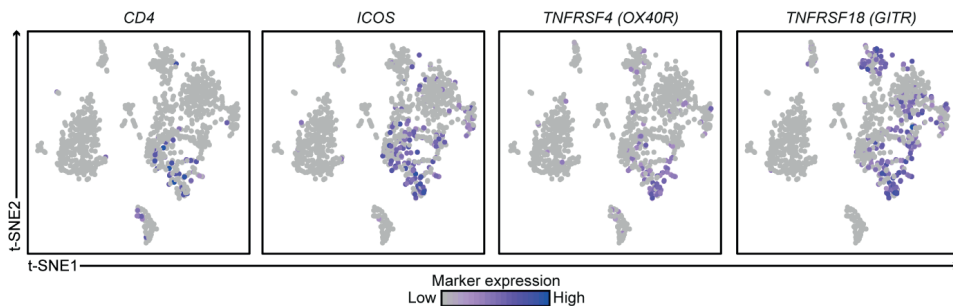 CD4
ICOS
TNFRSF4 (OX40R)
TNFRSF18 (GITR)
t-SNE2
t-SNE1
Marker expression
Low
High